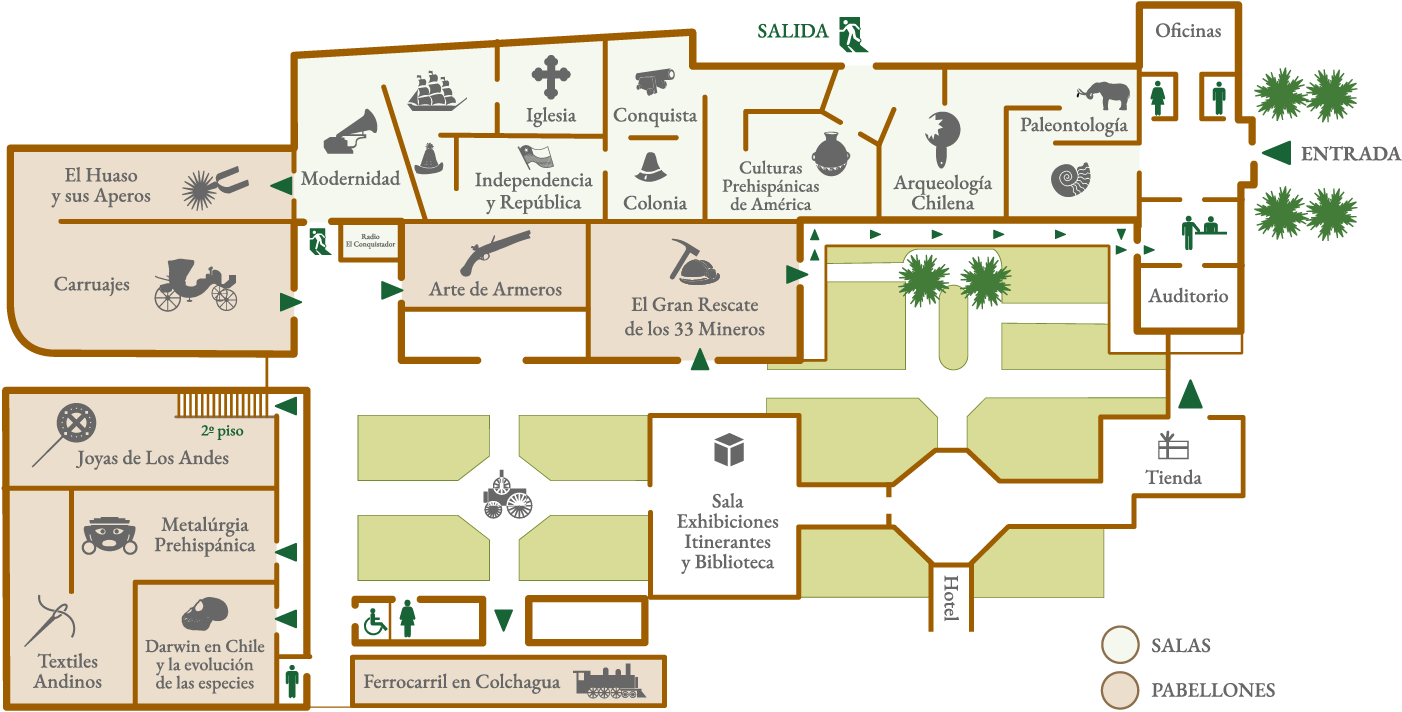 SALIDA
Oficinas
ENTRADA
Iglesia
Conquista
Paleontología
El Huaso
y sus Aperos
Modernidad
Independencia
y República
Colonia
Culturas
Prehispánicas
de América
Arqueología
Chilena
Radio
El Conquistador
Carruajes
Arte de Armeros
El Gran Rescate
de los 33 Mineros
Auditorio
2º piso
Joyas de Los Andes
Tienda
Sala
Exhibiciones
Itinerantes
y Biblioteca
Metalúrgia
Prehispánica
Hotel
Textiles
Andinos
Darwin en Chile
y la evolución
de las especies
Ferrocarril en Colchagua
SALAS
PABELLONES